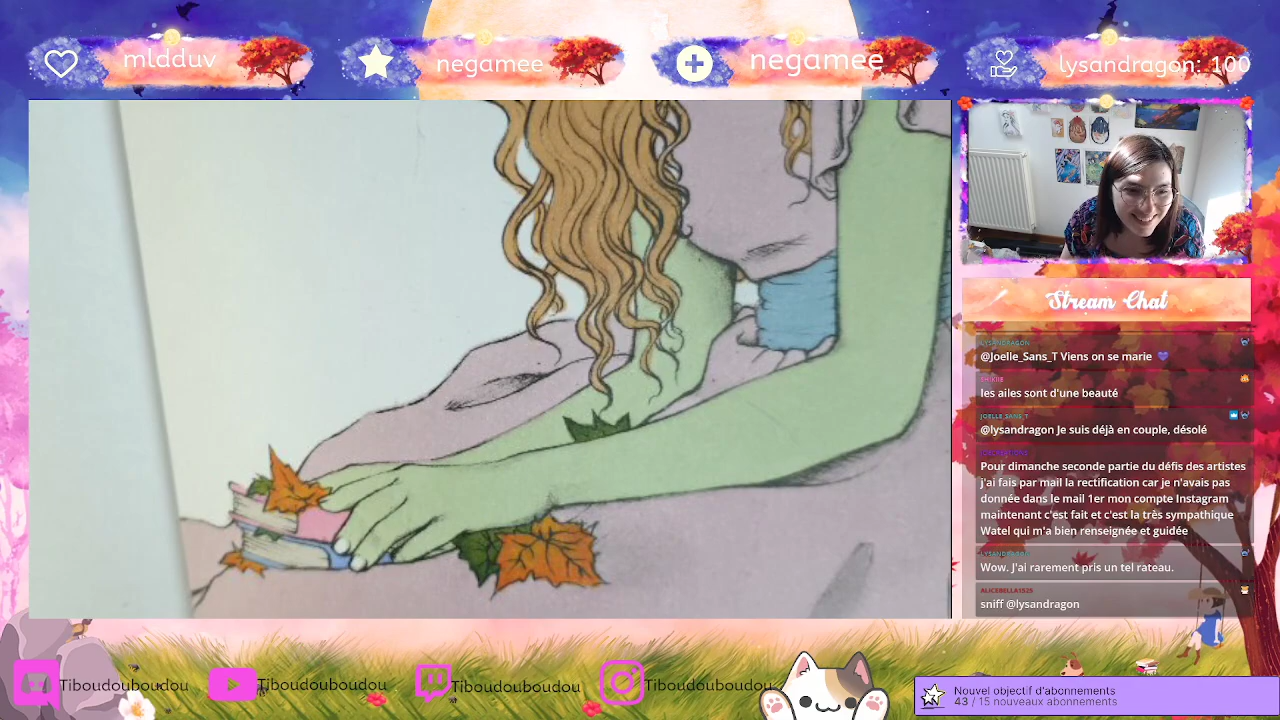 mldduv
negamee
negamee
lysandragon: 100
Stream Chat
LYSANDRAGON
@Joelle_Sans_T Viens on se marie
les ailes sont d'une beauté
JOELLE_SANS_T
@lysandragon Je suis déjà en couple, désolé
Pour dimanche seconde partie du défis des artistes
j'ai fais par mail la rectification car je n'avais pas
donnée dans le mail 1er mon compte Instagram
maintenant c'est fait et c'est la très sympathique
Watel qui m'a bien renseignée et guidée
LYSANDRAGON
Wow. J'ai rarement pris un tel rateau.
ALICEBELLA1525
sniff @lysandragon
Tiboudouboudou
Tiboudouboudou
Tiboudouboudou
Tiboudouboudou
Nouvel objectif d'abonnements
43 / 15 nouveaux abonnements